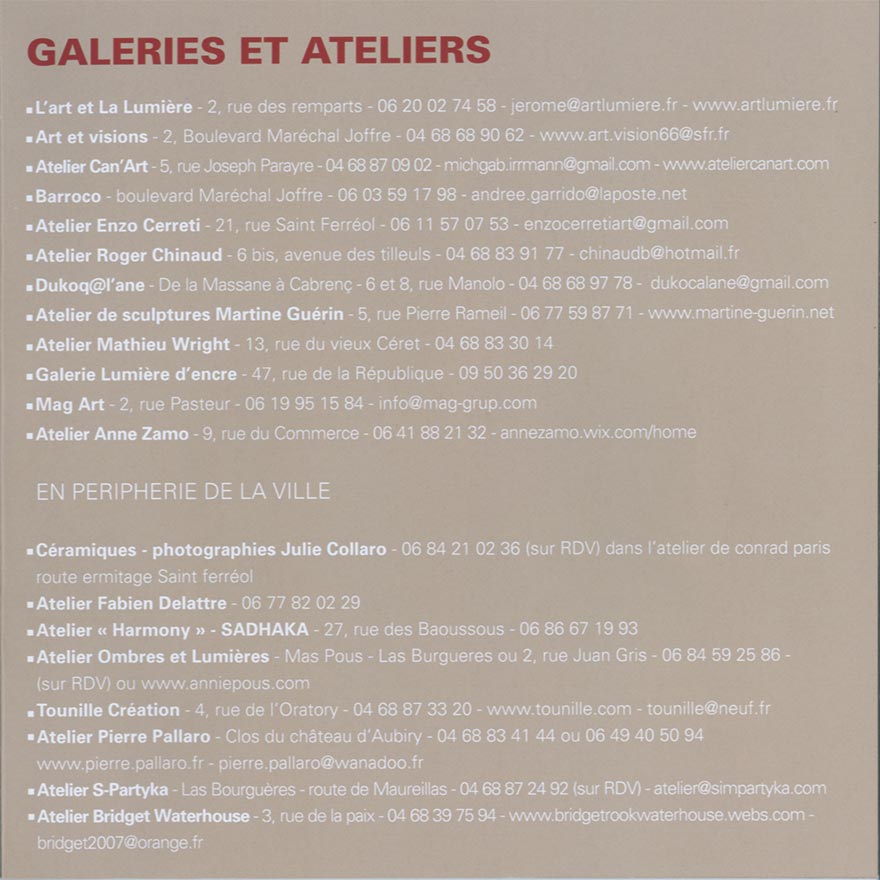 GALERIES ET ATELIERS
▪L'art et La Lumière - 2, rue des remparts - 06 20 02 74 58 - jerome@artlumiere.fr - www.artlumiere.fr
▪Art et visions - 2, Boulevard Maréchal Joffre - 04 68 68 90 62 - www.art.vision66@sfr.fr
▪Atelier Can'Art - 5, rue Joseph Parayre - 04 68 87 09 02 - michgab.irrmann@gmail.com - www.ateliercanart.com
▪Barroco - boulevard Maréchal Joffre - 06 03 59 17 98 - andree.garrido@laposte.net
▪Atelier Enzo Cerreti - 21, rue Saint Ferréol - 06 11 57 07 53 - enzocerretiart@gmail.com
▪Atelier Roger Chinaud - 6 bis, avenue des tilleuls - 04 68 83 91 77 - chinaudb@hotmail.fr
▪Dukoq@l'ane - De la Massane à Cabrenç - 6 et 8, rue Manolo - 04 68 68 97 78 - dukocalane@gmail.com
▪Atelier de sculptures Martine Guérin - 5, rue Pierre Rameil - 06 77 59 87 71 - www.martine-guerin.net
▪Atelier Mathieu Wright - 13, rue du vieux Céret - 04 68 83 30 14
▪Galerie Lumière d'encre - 47, rue de la République - 09 50 36 29 20
▪Mag Art - 2, rue Pasteur - 06 19 95 15 84 - info@mag-grup.com
▪Atelier Anne Zamo - 9, rue du Commerce - 06 41 88 21 32 - annezamo.wix.com/home
EN PERIPHERIE DE LA VILLE
▪Céramiques - photographies Julie Collaro - 06 84 21 02 36 (sur RDV) dans l'atelier de conrad paris
route ermitage Saint ferréol
▪Atelier Fabien Delattre - 06 77 82 02 29
▪Atelier « Harmony » - SADHAKA - 27, rue des Baoussous - 06 86 67 19 93
▪Atelier Ombres et Lumières - Mas Pous - Las Burgueres ou 2, rue Juan Gris - 06 84 59 25 86 -
(sur RDV) ou www.anniepous.com
▪Tounille Création - 4, rue de l'Oratory - 04 68 87 33 20 - www.tounille.com - tounille@neuf.fr
▪Atelier Pierre Pallaro - Clos du château d'Aubiry - 04 68 83 41 44 ou 06 49 40 50 94
www.pierre.pallaro.fr - pierre.pallaro@wanadoo.fr
▪Atelier S-Partyka - Las Bourguères - route de Maureillas - 04 68 87 24 92 (sur RDV) - atelier@simpartyka.com
▪Atelier Bridget Waterhouse - 3, rue de la paix - 04 68 39 75 94 - www.bridgetrookwaterhouse.webs.com -
bridget2007@orange.fr